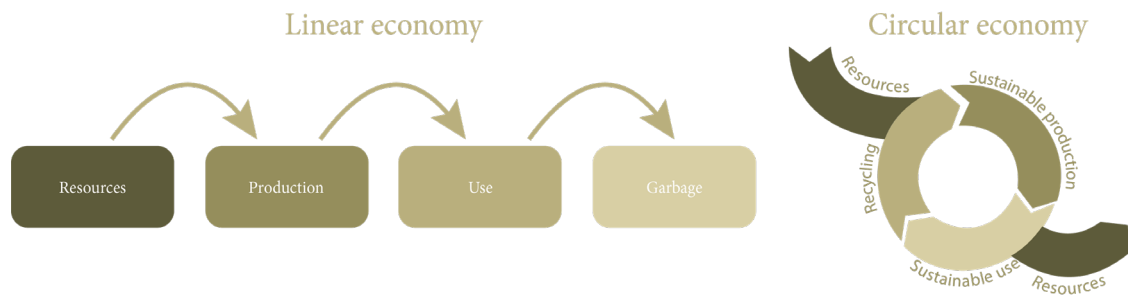 Linear economy
Resources
Production
Use
Garbage
Circular economy
Resources
Sustainable production
Recycling
Sustainable use
Resources